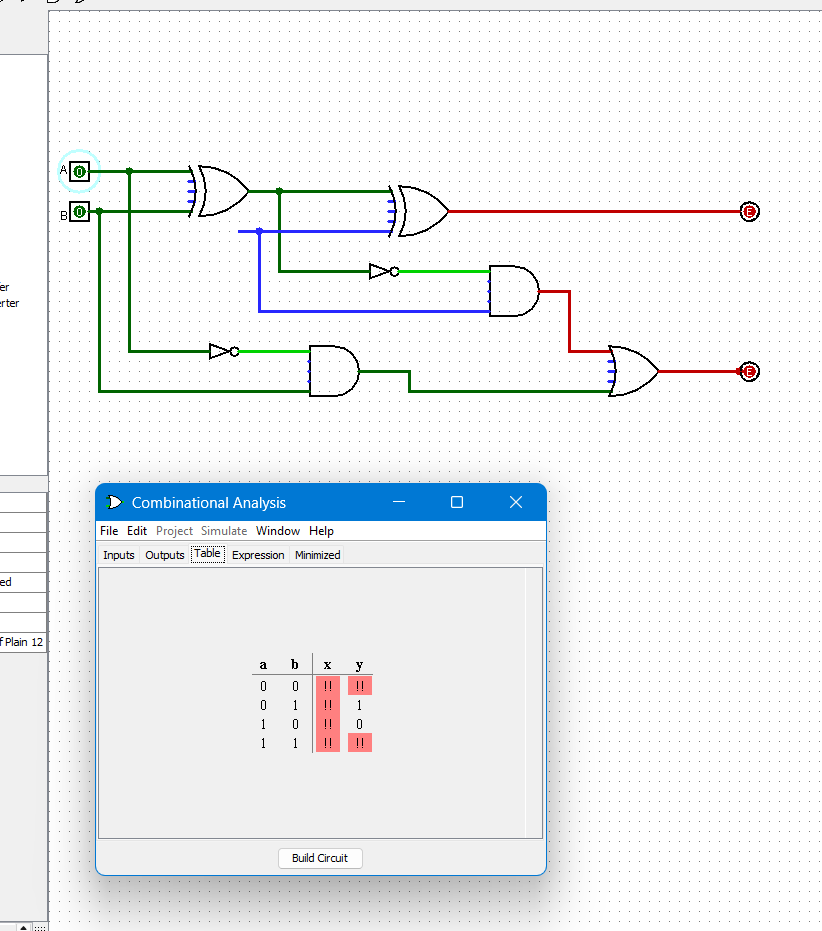 A 0
B 0
E
er
erter
E
Combinational Analysis
File Edit Project Simulate Window Help
Inputs Outputs Table Expression Minimized
ed
f Plain 12
a b x y
0 0 !! !!
0 1 !! 1
1 0 !! 0
1 1 !! !!
Build Circuit